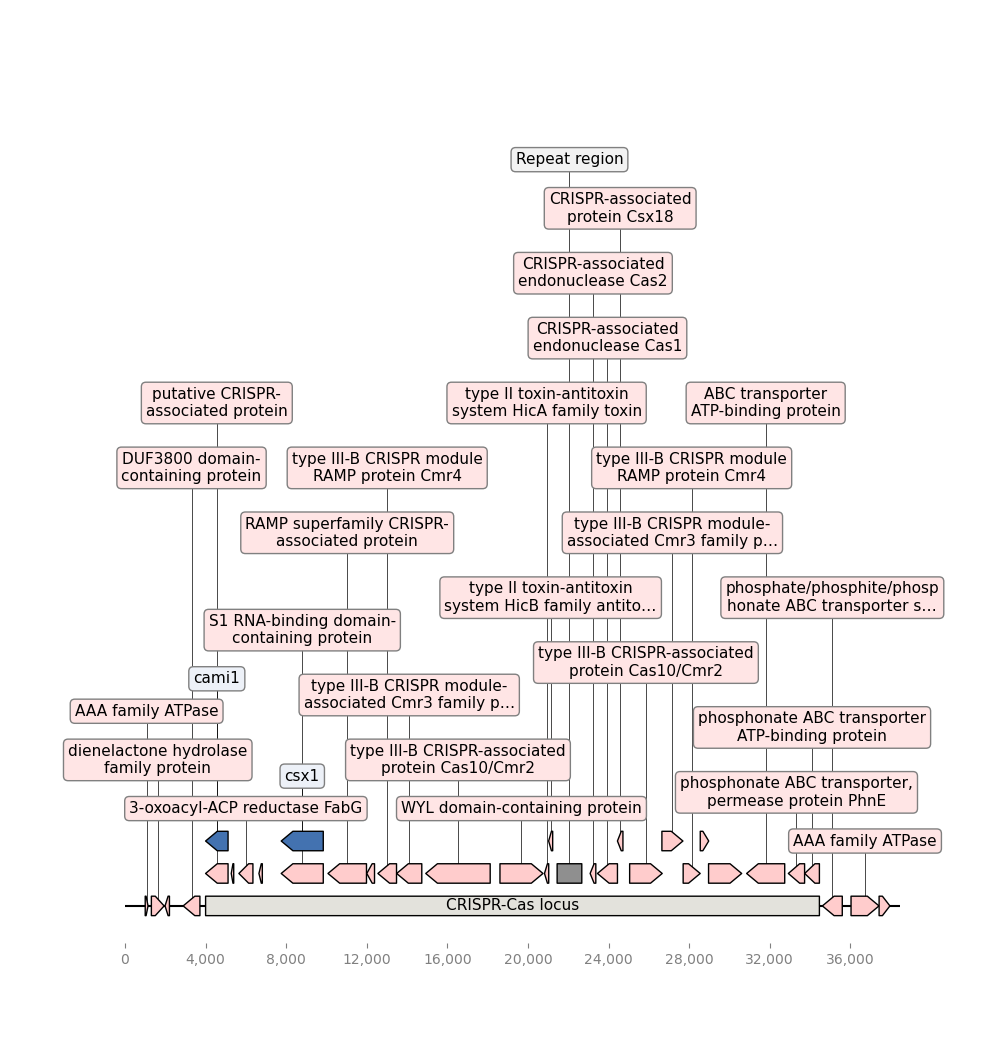 Repeat region
CRISPR-associated
protein Csx18
CRISPR-associated
endonuclease Cas2
CRISPR-associated
endonuclease Cas1
putative CRISPR-
associated protein
type II toxin-antitoxin
system HicA family toxin
ABC transporter
ATP-binding protein
DUF3800 domain-
containing protein
type III-B CRISPR module
RAMP protein Cmr4
type III-B CRISPR module
RAMP protein Cmr4
RAMP superfamily CRISPR-
associated protein
type III-B CRISPR module-
associated Cmr3 family p...
type II toxin-antitoxin
system HicB family antito...
phosphate/phosphite/phosp
honate ABC transporter s...
S1 RNA-binding domain-
containing protein
type III-B CRISPR-associated
protein Cas10/Cmr2
cami1
type III-B CRISPR module-
associated Cmr3 family p...
AAA family ATPase
phosphonate ABC transporter
ATP-binding protein
dienelactone hydrolase
family protein
csx1
type III-B CRISPR-associated
protein Cas10/Cmr2
phosphonate ABC transporter,
permease protein PhnE
3-oxoacyl-ACP reductase FabG
WYL domain-containing protein
AAA family ATPase
CRISPR-Cas locus
0 4,000 8,000 12,000 16,000 20,000 24,000 28,000 32,000 36,000